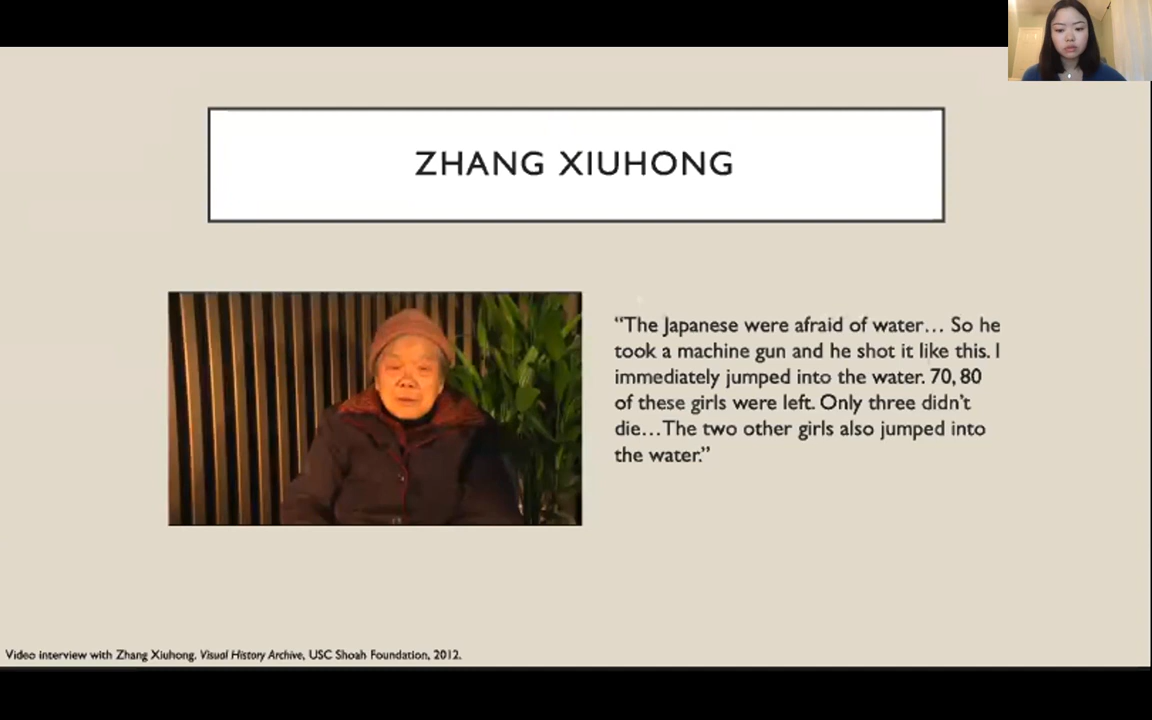 ZHANG XIUHONG
“The Japanese were afraid of water… So he
took a machine gun and he shot it like this. I
immediately jumped into the water. 70, 80
of these girls were left. Only three didn’t
die…The two other girls also jumped into
the water.”
Video interview with Zhang Xiuhong. Visual History Archive, USC Shoah Foundation, 2012.